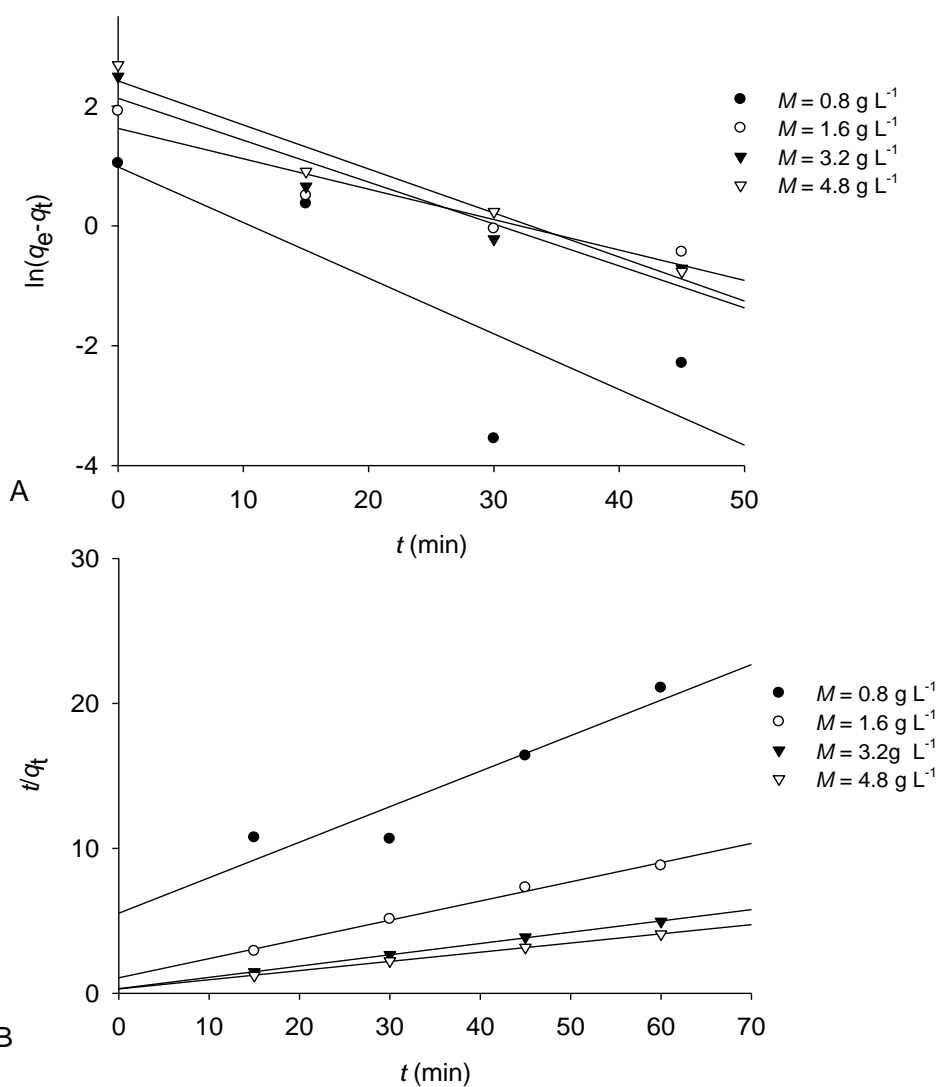 ln(qe-qt)
2
0
-2
-4
M = 0.8 g L-1
M = 1.6 g L-1
M = 3.2 g L-1
M = 4.8 g L-1
A
0 10 20 30 40 50
t (min)
t/qt
30
20
10
0
M = 0.8 g L-1
M = 1.6 g L-1
M = 3.2g L-1
M = 4.8 g L-1
0 10 20 30 40 50 60 70
B
t (min)